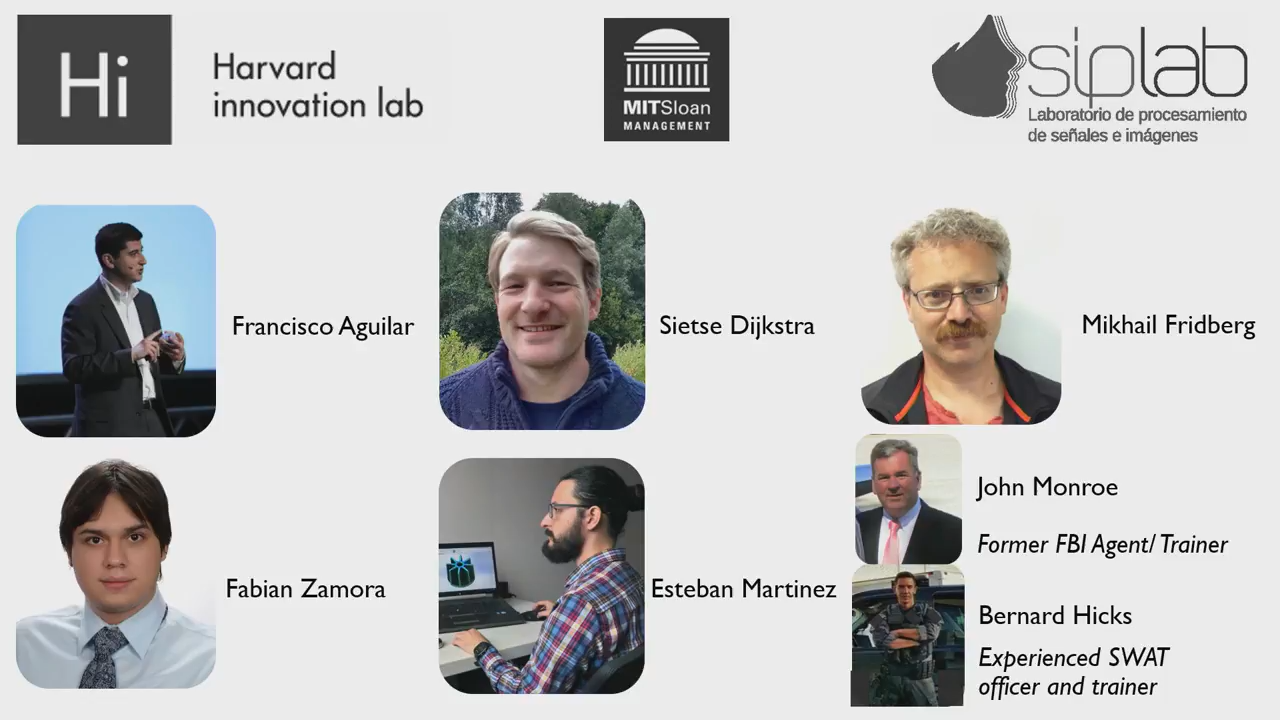 Hi
Harvard
innovation lab
MITSloan
MANAGEMENT
siplab
Laboratorio de procesamiento
de señales e imágenes
Francisco Aguilar
Sietse Dijkstra
Mikhail Fridberg
John Monroe
Former FBI Agent/ Trainer
Fabian Zamora
Esteban Martinez
Bernard Hicks
Experienced SWAT
officer and trainer